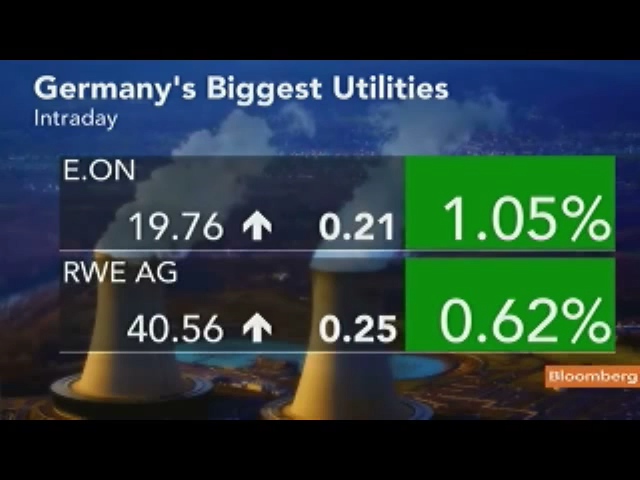 Germany's Biggest Utilities
Intraday
E.ON
19.76 ↑ 0.21 1.05%
RWE AG
40.56 ↑ 0.25 0.62%
Bloomberg